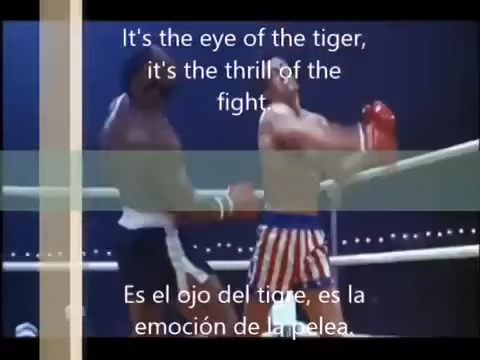 It's the eye of the tiger,
it's the thrill of the
fight.
Es el ojo del tigre, es la
emoción de la pelea.